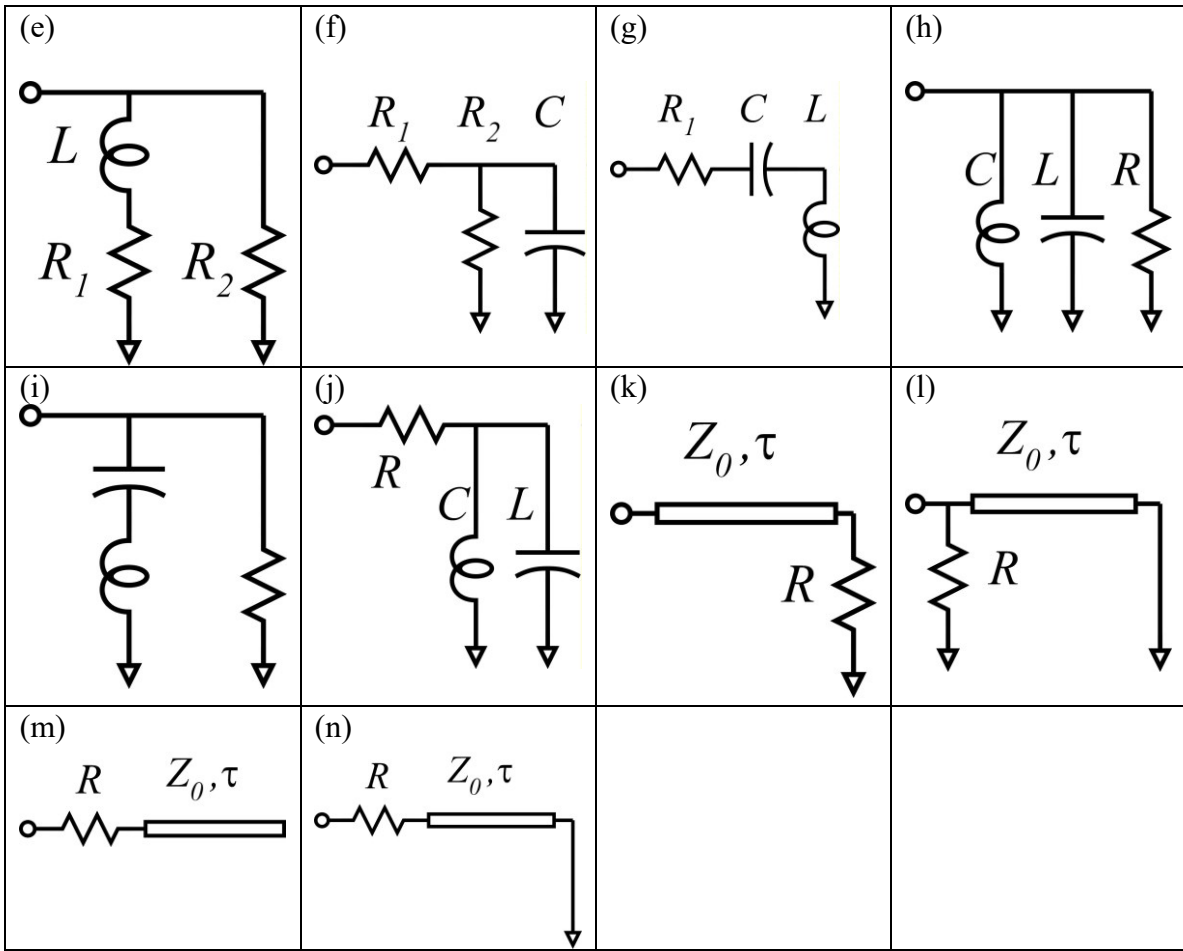 (e)
L
R1 R2
(f)
R1 R2 C
(g)
R1 C L
(h)
C L R
(i)
(j)
R
C L
(k)
Z0,τ
R
(l)
Z0,τ
R
(m)
R Z0,τ
(n)
R Z0,τ